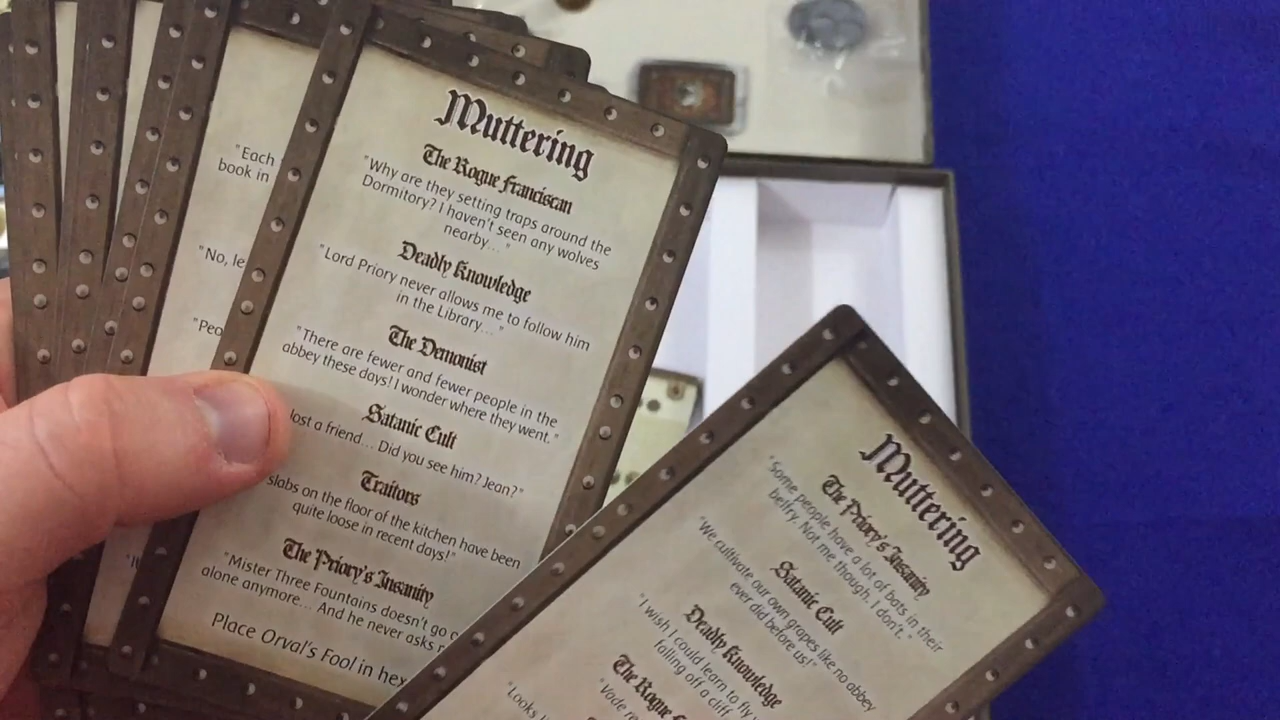 "Each
book in
"No, le
"Peo
Muttering
The Rogue Franciscan
"Why are they setting traps around the
Dormitory? I haven't seen any wolves
nearby... "
Deadly Knowledge
"Lord Priory never allows me to follow him
in the Library... "
The Demonist
"There are fewer and fewer people in the
abbey these days! I wonder where they went. "
Satanic Cult
lost a friend... Did you see him? Jean?"
Traitors
slabs on the floor of the kitchen have been
quite loose in recent days!"
The Priory's Insanity
"Mister Three Fountains doesn't go o
alone anymore... And he never asks
Place Orval's Fool in hex
Muttering
The Priory's Insanity
"Some people have a lot of bats in their
belfry. Not me though. I don't. "
Satanic Cult
"We cultivate our own grapes like no abbey
ever did before us!"
Deadly Knowledge
"I wish I could learn to fly
falling off a cliff
The Rogue
"Vade re
"Looks